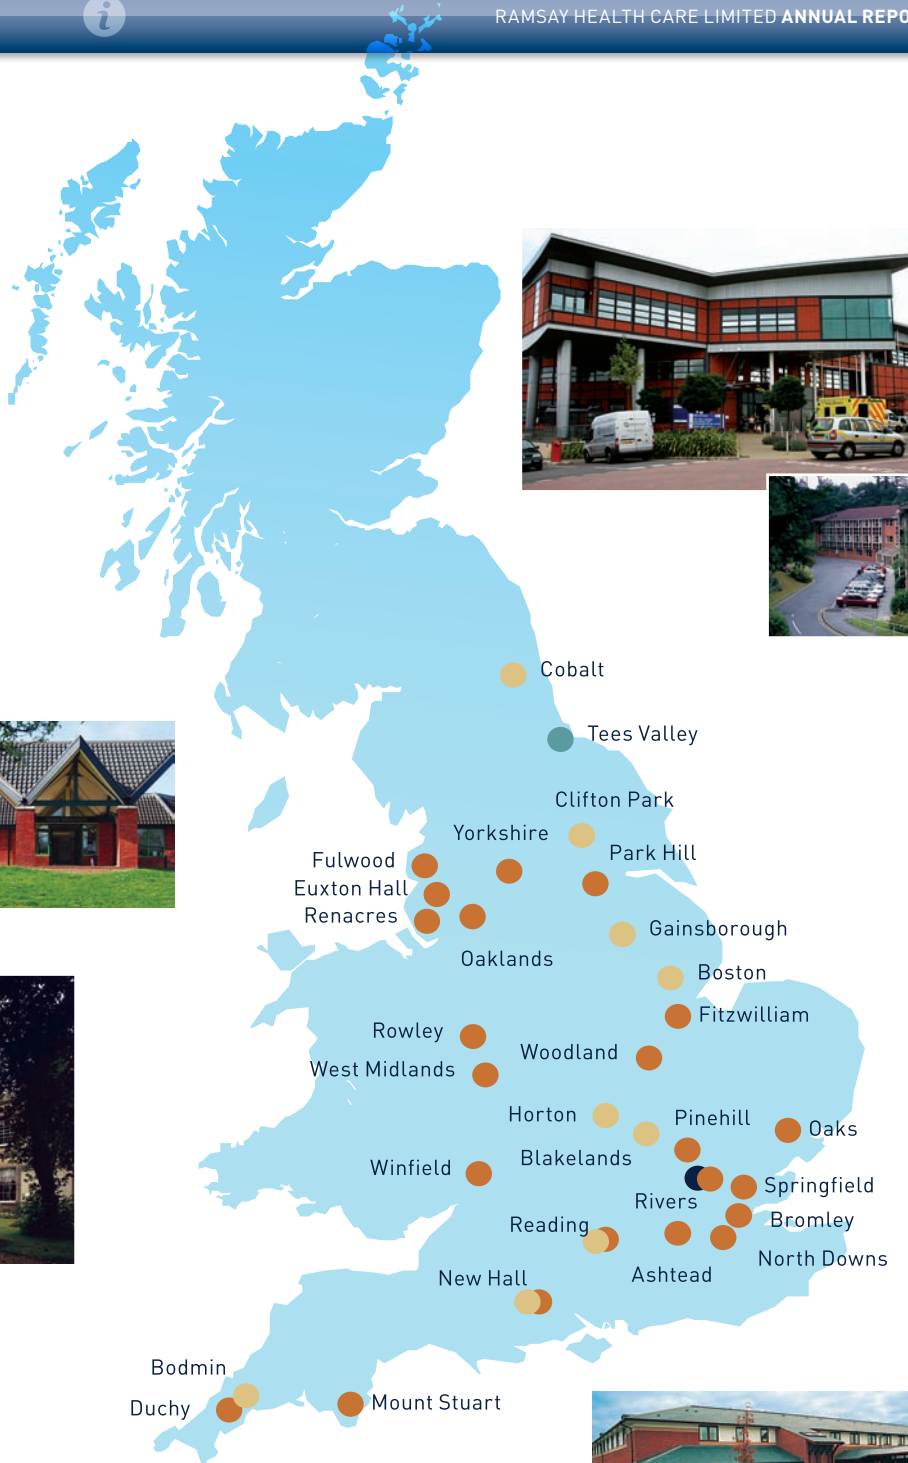 RAMSAY HEALTH CARE LIMITED ANNUAL REPO
Cobalt
Tees Valley
Clifton Park
Yorkshire
Park Hill
Fulwood
Euxton Hall
Renacres
Gainsborough
Oaklands
Boston
Fitzwilliam
Rowley
Woodland
West Midlands
Horton
Pinehill
Oaks
Blakelands
Winfield
Springfield
Rivers
Bromley
Reading
North Downs
Ashtead
New Hall
Bodmin
Duchy
Mount Stuart